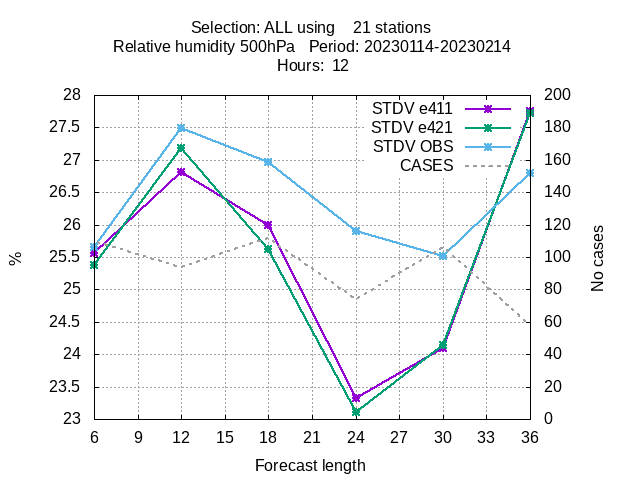 Selection: ALL using 21 stations
Relative humidity 500hPa Period: 20230114-20230214
Hours: 12
28 200
STDV e411
27.5 STDV e421 180
STDV OBS
27 160
CASES
26.5 140
26 120
25.5 100
% No cases
25 80
24.5 60
24 40
23.5 20
23 0
6 9 12 15 18 21 24 27 30 33 36
Forecast length